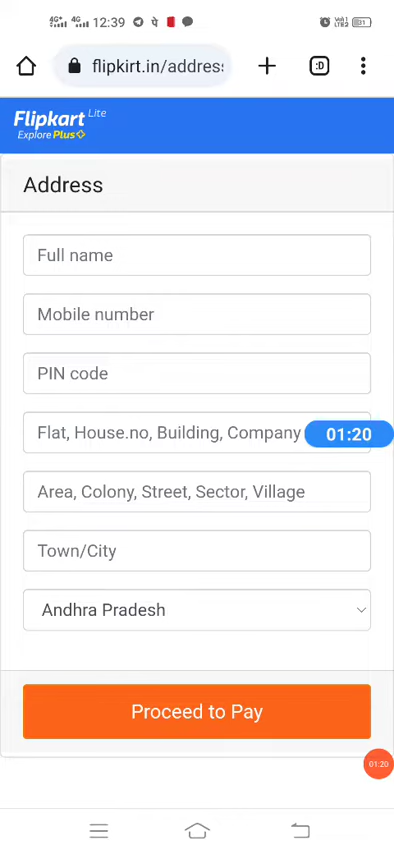 12:39
31
flipkirt.in/addres
:D
Flipkart Lite
Explore Plus
Address
Full name
Mobile number
PIN code
Flat, House.no, Building, Company
01:20
Area, Colony, Street, Sector, Village
Town/City
Andhra Pradesh
Proceed to Pay
01:20